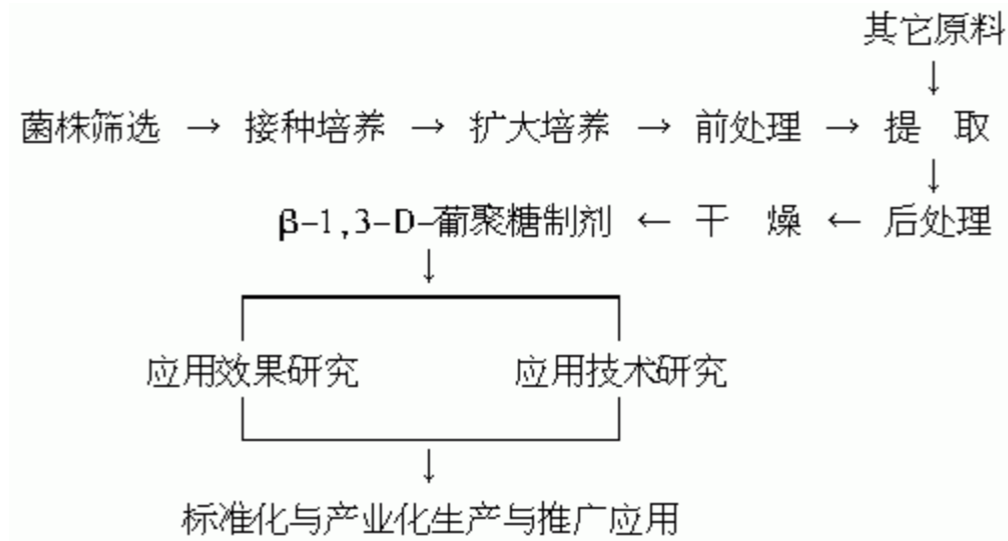 其它原料
↓
菌株筛选 → 接种培养 → 扩大培养 → 前处理 → 提 取
↓
β-1,3-D-葡聚糖制剂 ← 干 燥 ← 后处理
↓
应用效果研究 应用技术研究
↓
标准化与产业化生产与推广应用